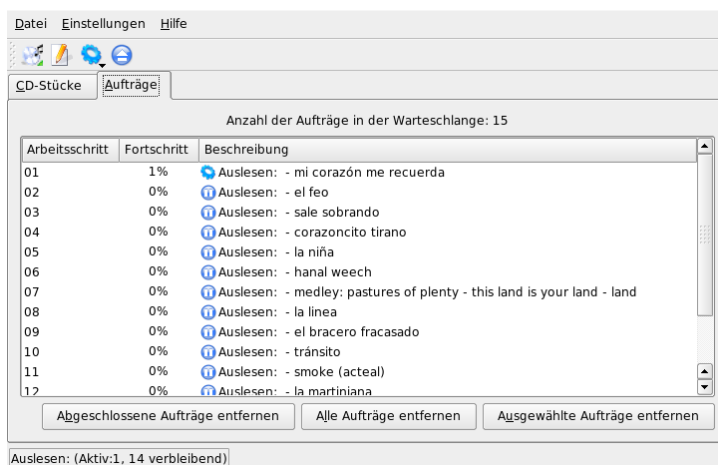 Datei Einstellungen Hilfe
CD-Stücke Aufträge
Anzahl der Aufträge in der Warteschlange: 15
Arbeitsschritt Fortschritt Beschreibung
01 1% Auslesen: - mi corazón me recuerda
02 0% Auslesen: - el feo
03 0% Auslesen: - sale sobrando
04 0% Auslesen: - corazoncito tirano
05 0% Auslesen: - la niña
06 0% Auslesen: - hanal weech
07 0% Auslesen: - medley: pastures of plenty - this land is your land - land
08 0% Auslesen: - la linea
09 0% Auslesen: - el bracero fracasado
10 0% Auslesen: - tránsito
11 0% Auslesen: - smoke (acteal)
12 0% Auslesen: - la martiniana
Abgeschlossene Aufträge entfernen Alle Aufträge entfernen Ausgewählte Aufträge entfernen
Auslesen: (Aktiv:1, 14 verbleibend)